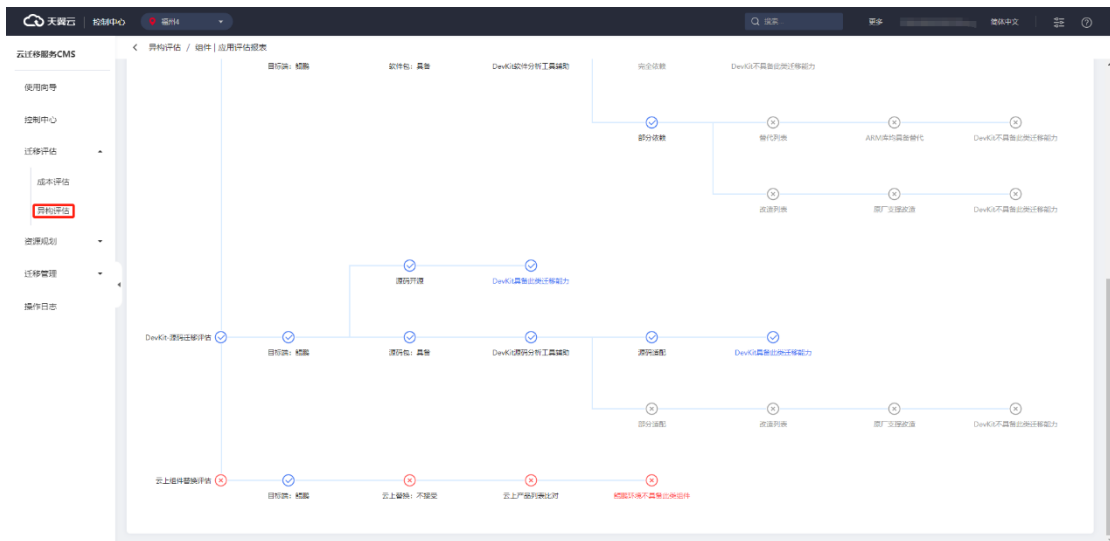 天翼云 控制中心 福州4 搜索 更多 简体中文
云迁移服务CMS
异构评估 / 组件 | 应用评估报表
使用向导
控制中心
迁移评估
成本评估
异构评估
资源规划
迁移管理
操作日志
目标端：鲲鹏 软件包：具备 DevKit软件分析工具辅助 完全依赖 DevKit不具备此类迁移能力
部分依赖 替代列表 ARM库均具备替代 DevKit不具备此类迁移能力
改造列表 原厂支援改造 DevKit不具备此类迁移能力
源码开源 DevKit具备此类迁移能力
DevKit-源码迁移评估
目标端：鲲鹏 源码包：具备 DevKit源码分析工具辅助 源码适配 DevKit具备此类迁移能力
部分适配 改造列表 原厂支援改造 DevKit不具备此类迁移能力
云上组件替换评估
目标端：鲲鹏 云上替换：不接受 云上产品列表比对 鲲鹏环境不具备此类组件